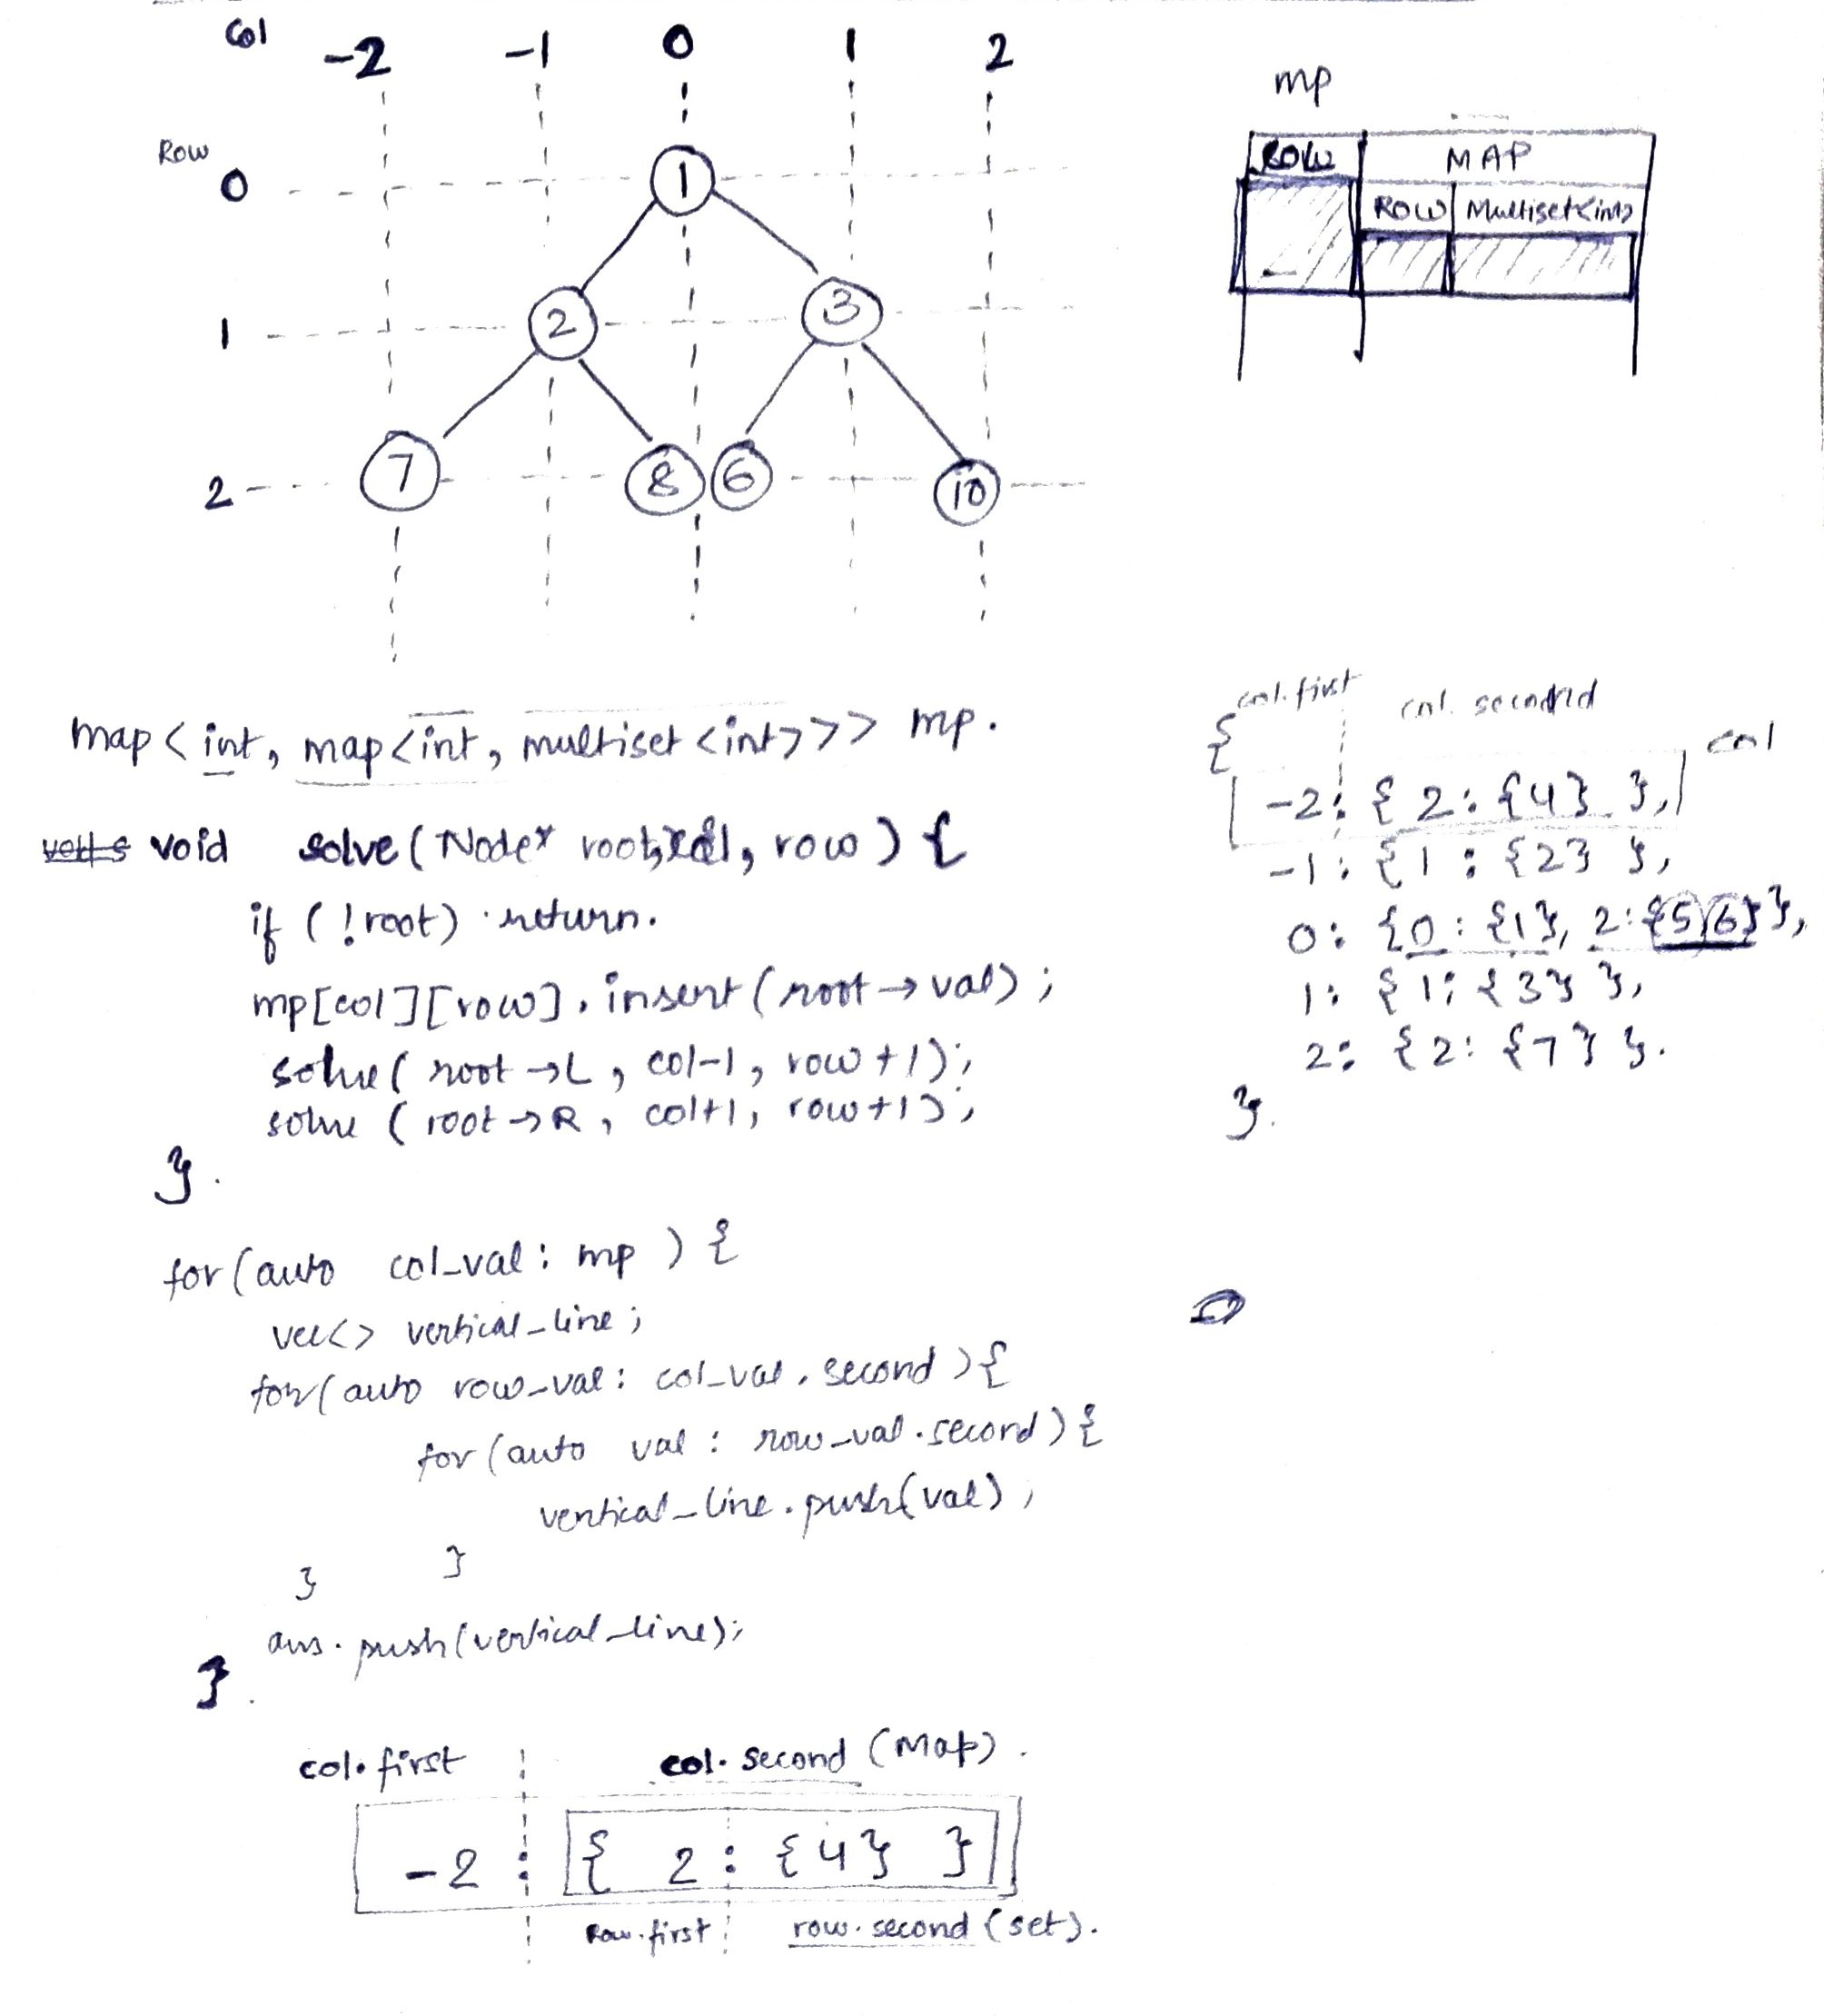 Col -2 -1 0 1 2
Row
0 1
1 2 3
2 7 8 6 10
mp
MAP
ROW Multiset<int>
map < int, map<int, multiset <int>>> mp.
void solve ( Node* root, col, row ) {
if ( !root) return.
mp[col][row]. insert (root → val) ;
solve ( root → L , col-1, row +1);
solve ( root → R , col+1, row +1);
}.
col. first col. second
{ col
-2: { 2: {4} },
-1: {1 : {2} },
0: {0 : {1}, 2:{5,6}},
1: { 1: {3} },
2: { 2: {7} }.
}.
for (auto col_val : mp ) {
vec<> vertical_line ;
for( auto row_val : col_val . second ) {
for (auto val : row_val . second ) {
vertical_line . push(val) ;
}
}
ans. push (vertical_line);
}.
col. first col. second (Map) .
-2 : { 2 : {4} }
Row. first row. second (set).